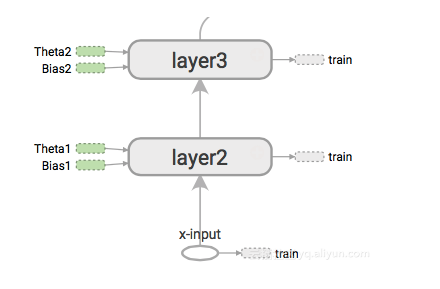 Theta2
Bias2
layer3
train
Theta1
Bias1
layer2
train
x-input
train